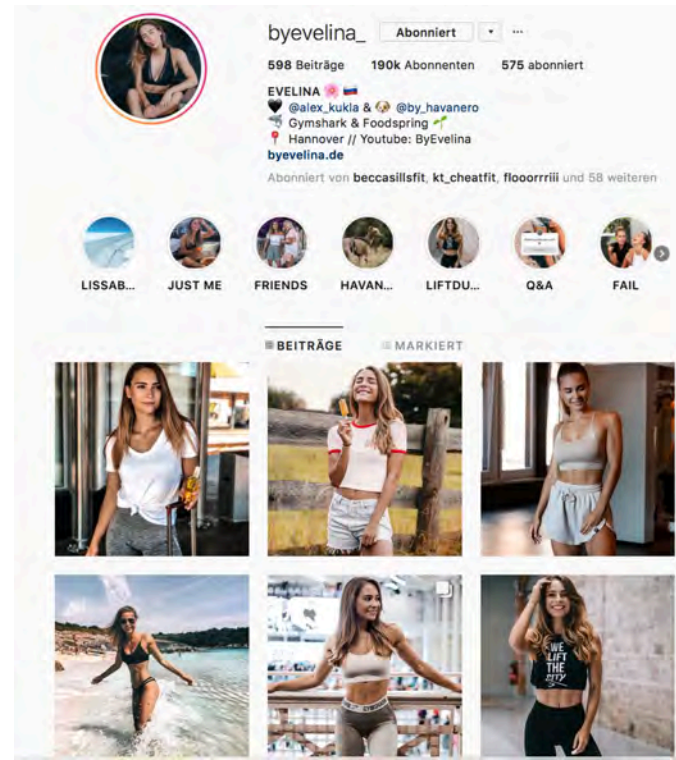 byevelina_ Abonniert
598 Beiträge 190k Abonnenten 575 abonniert
EVELINA
@alex_kukla & @by_havanero
Gymshark & Foodspring
Hannover // Youtube: ByEvelina
byevelina.de
Abonniert von beccasillsfit, kt_cheatfit, flooorrriii und 58 weiteren
LISSAB... JUST ME FRIENDS HAVAN... LIFTDU... Q&A FAIL
BEITRÄGE MARKIERT
WE
LIFT
THE
CITY